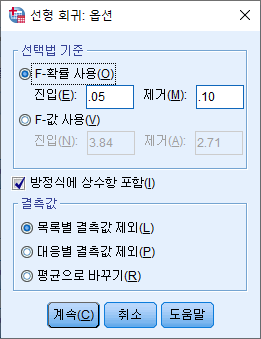 선형 회귀: 옵션
선택법 기준
F-확률 사용(O)
진입(E): .05 제거(M): .10
F-값 사용(V)
진입(N): 3.84 제거(A): 2.71
방정식에 상수항 포함(I)
결측값
목록별 결측값 제외(L)
대응별 결측값 제외(P)
평균으로 바꾸기(R)
계속(C) 취소 도움말